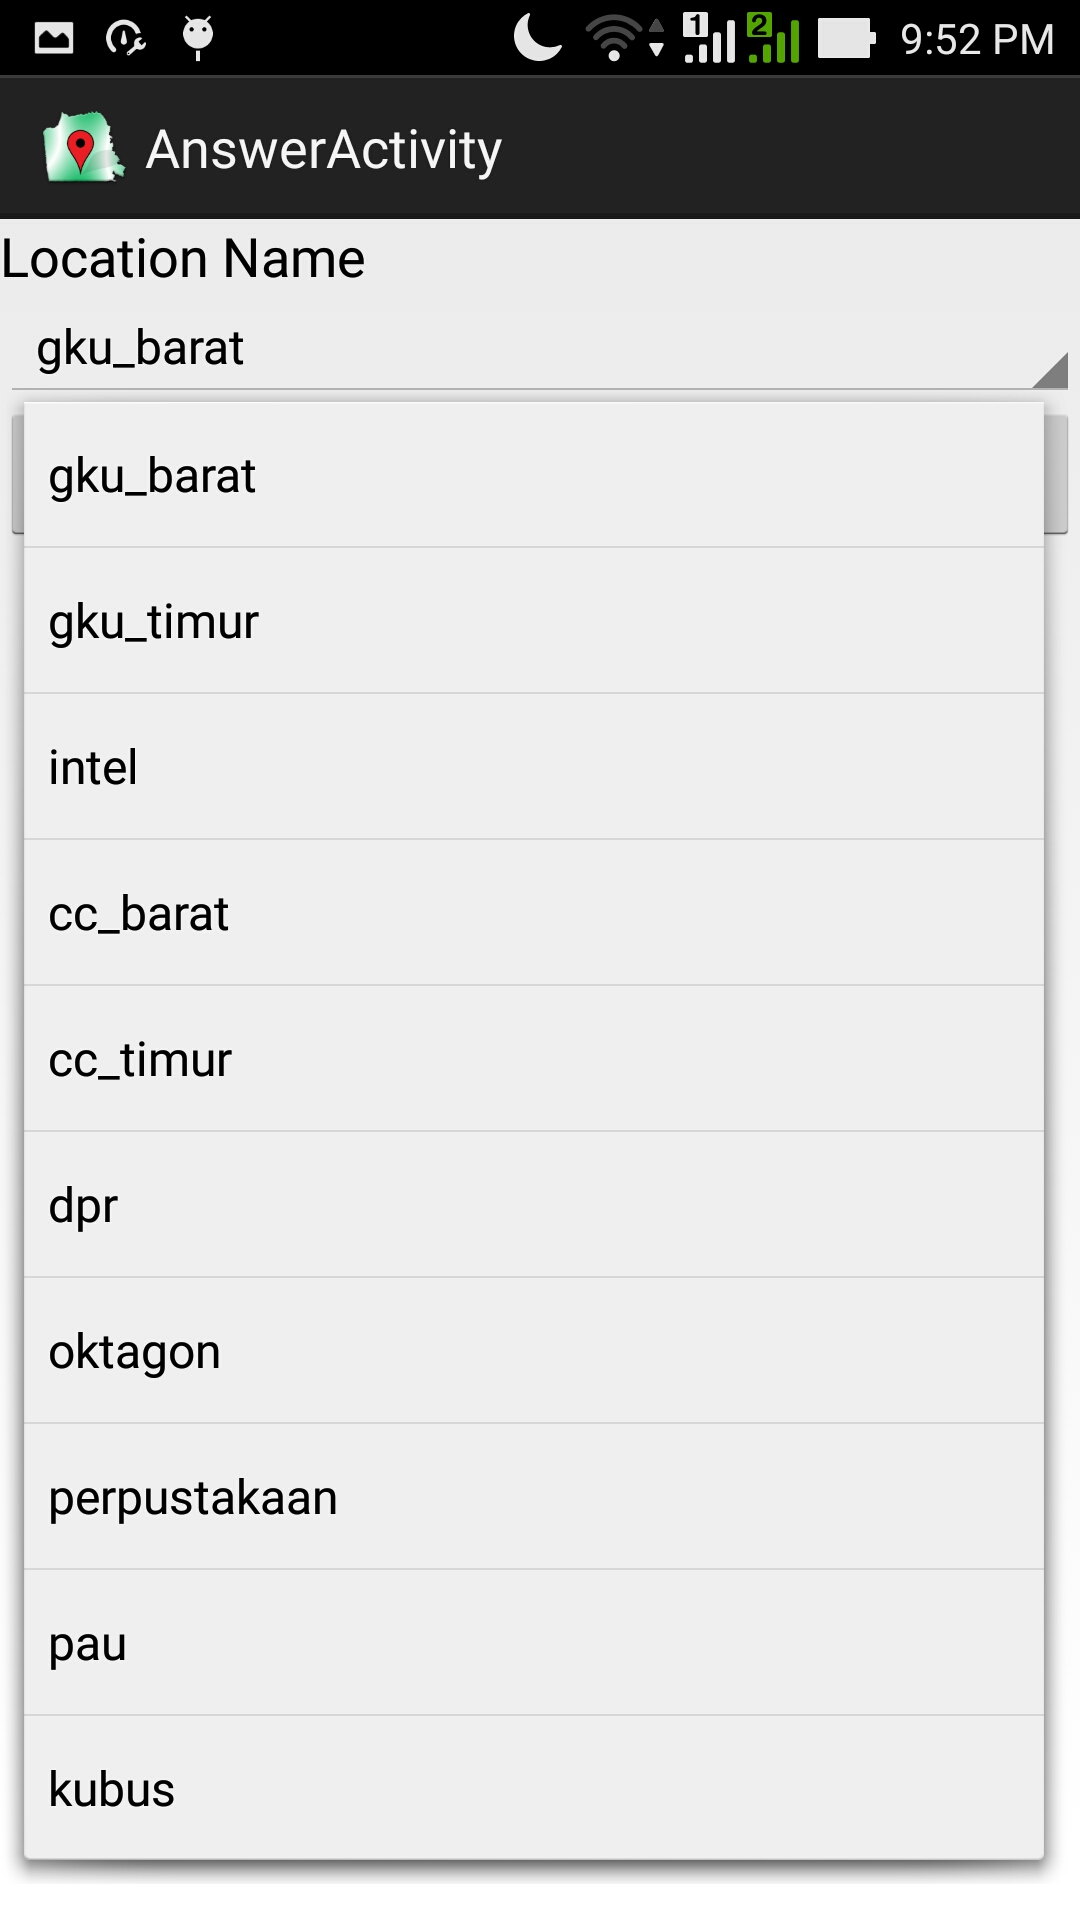 1 2 9:52 PM
AnswerActivity
Location Name
gku_barat
gku_barat
gku_timur
intel
cc_barat
cc_timur
dpr
oktagon
perpustakaan
pau
kubus